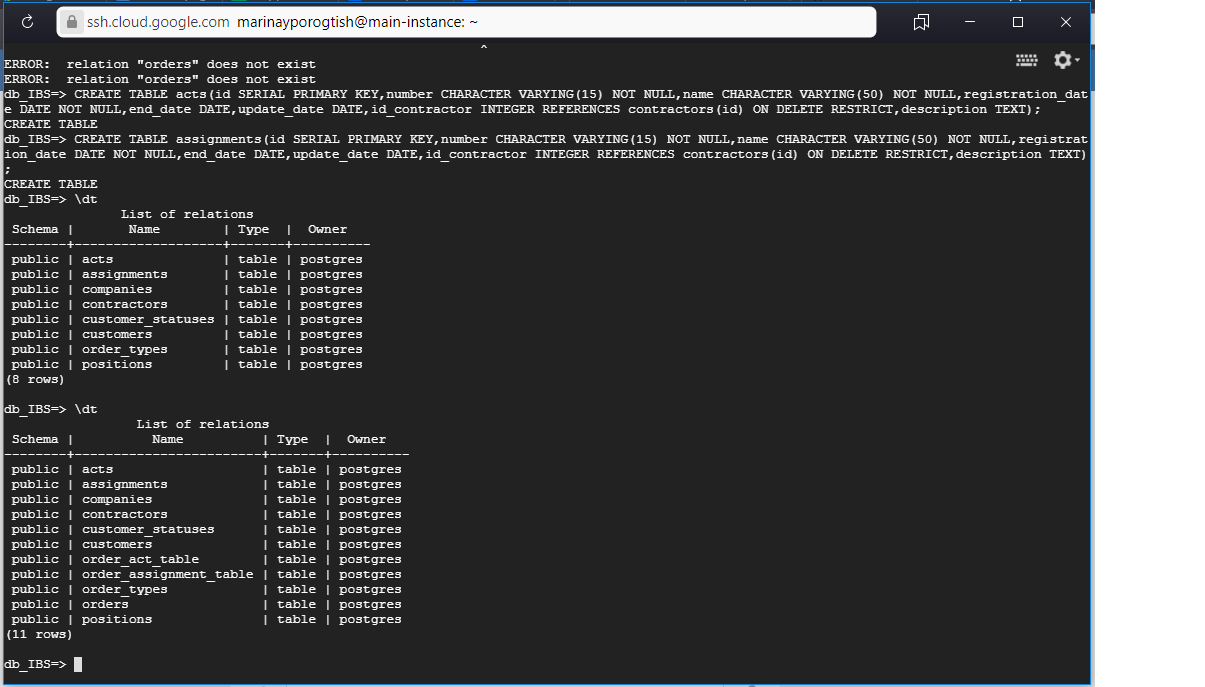 ssh.cloud.google.com marinayporogtish@main-instance: ~
^
ERROR:  relation "orders" does not exist
ERROR:  relation "orders" does not exist
db_IBS=> CREATE TABLE acts(id SERIAL PRIMARY KEY,number CHARACTER VARYING(15) NOT NULL,name CHARACTER VARYING(50) NOT NULL,registration_dat
e DATE NOT NULL,end_date DATE,update_date DATE,id_contractor INTEGER REFERENCES contractors(id) ON DELETE RESTRICT,description TEXT);
CREATE TABLE
db_IBS=> CREATE TABLE assignments(id SERIAL PRIMARY KEY,number CHARACTER VARYING(15) NOT NULL,name CHARACTER VARYING(50) NOT NULL,registrat
ion_date DATE NOT NULL,end_date DATE,update_date DATE,id_contractor INTEGER REFERENCES contractors(id) ON DELETE RESTRICT,description TEXT)
;
CREATE TABLE
db_IBS=> \dt
               List of relations
 Schema |       Name        | Type  |  Owner
--------+-------------------+-------+----------
 public | acts              | table | postgres
 public | assignments       | table | postgres
 public | companies         | table | postgres
 public | contractors       | table | postgres
 public | customer_statuses | table | postgres
 public | customers         | table | postgres
 public | order_types       | table | postgres
 public | positions         | table | postgres
(8 rows)
db_IBS=> \dt
                 List of relations
 Schema |          Name          | Type  |  Owner
--------+------------------------+-------+----------
 public | acts                   | table | postgres
 public | assignments            | table | postgres
 public | companies              | table | postgres
 public | contractors            | table | postgres
 public | customer_statuses      | table | postgres
 public | customers              | table | postgres
 public | order_act_table        | table | postgres
 public | order_assignment_table | table | postgres
 public | order_types            | table | postgres
 public | orders                 | table | postgres
 public | positions              | table | postgres
(11 rows)
db_IBS=>